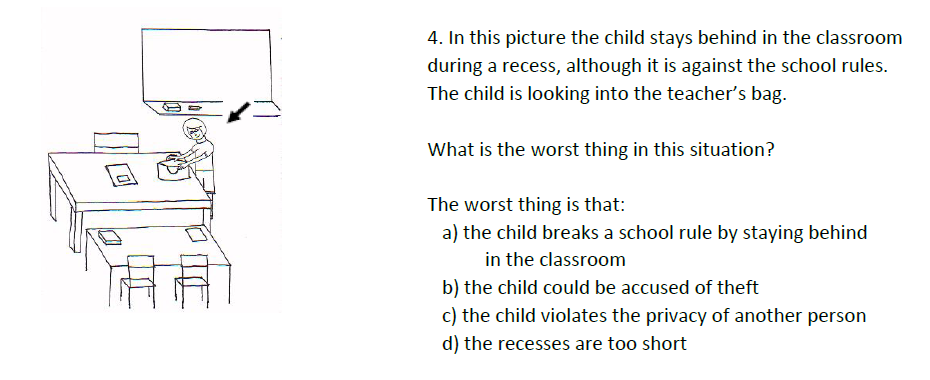 4. In this picture the child stays behind in the classroom
during a recess, although it is against the school rules.
The child is looking into the teacher's bag.
What is the worst thing in this situation?
The worst thing is that:
a) the child breaks a school rule by staying behind
in the classroom
b) the child could be accused of theft
c) the child violates the privacy of another person
d) the recesses are too short